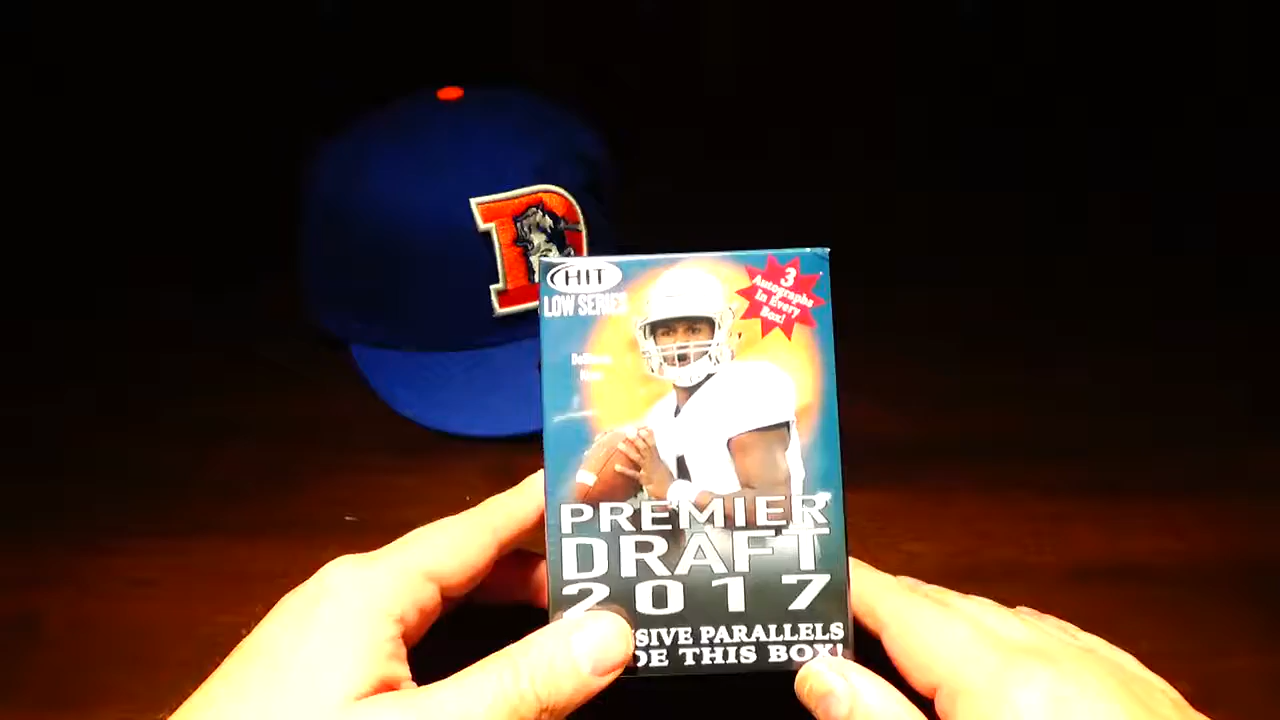 D
HIT
LOW SERIES
3
Autographs
In Every
Box!
PREMIER
DRAFT
2017
SIVE PARALLELS
DE THIS BOX!